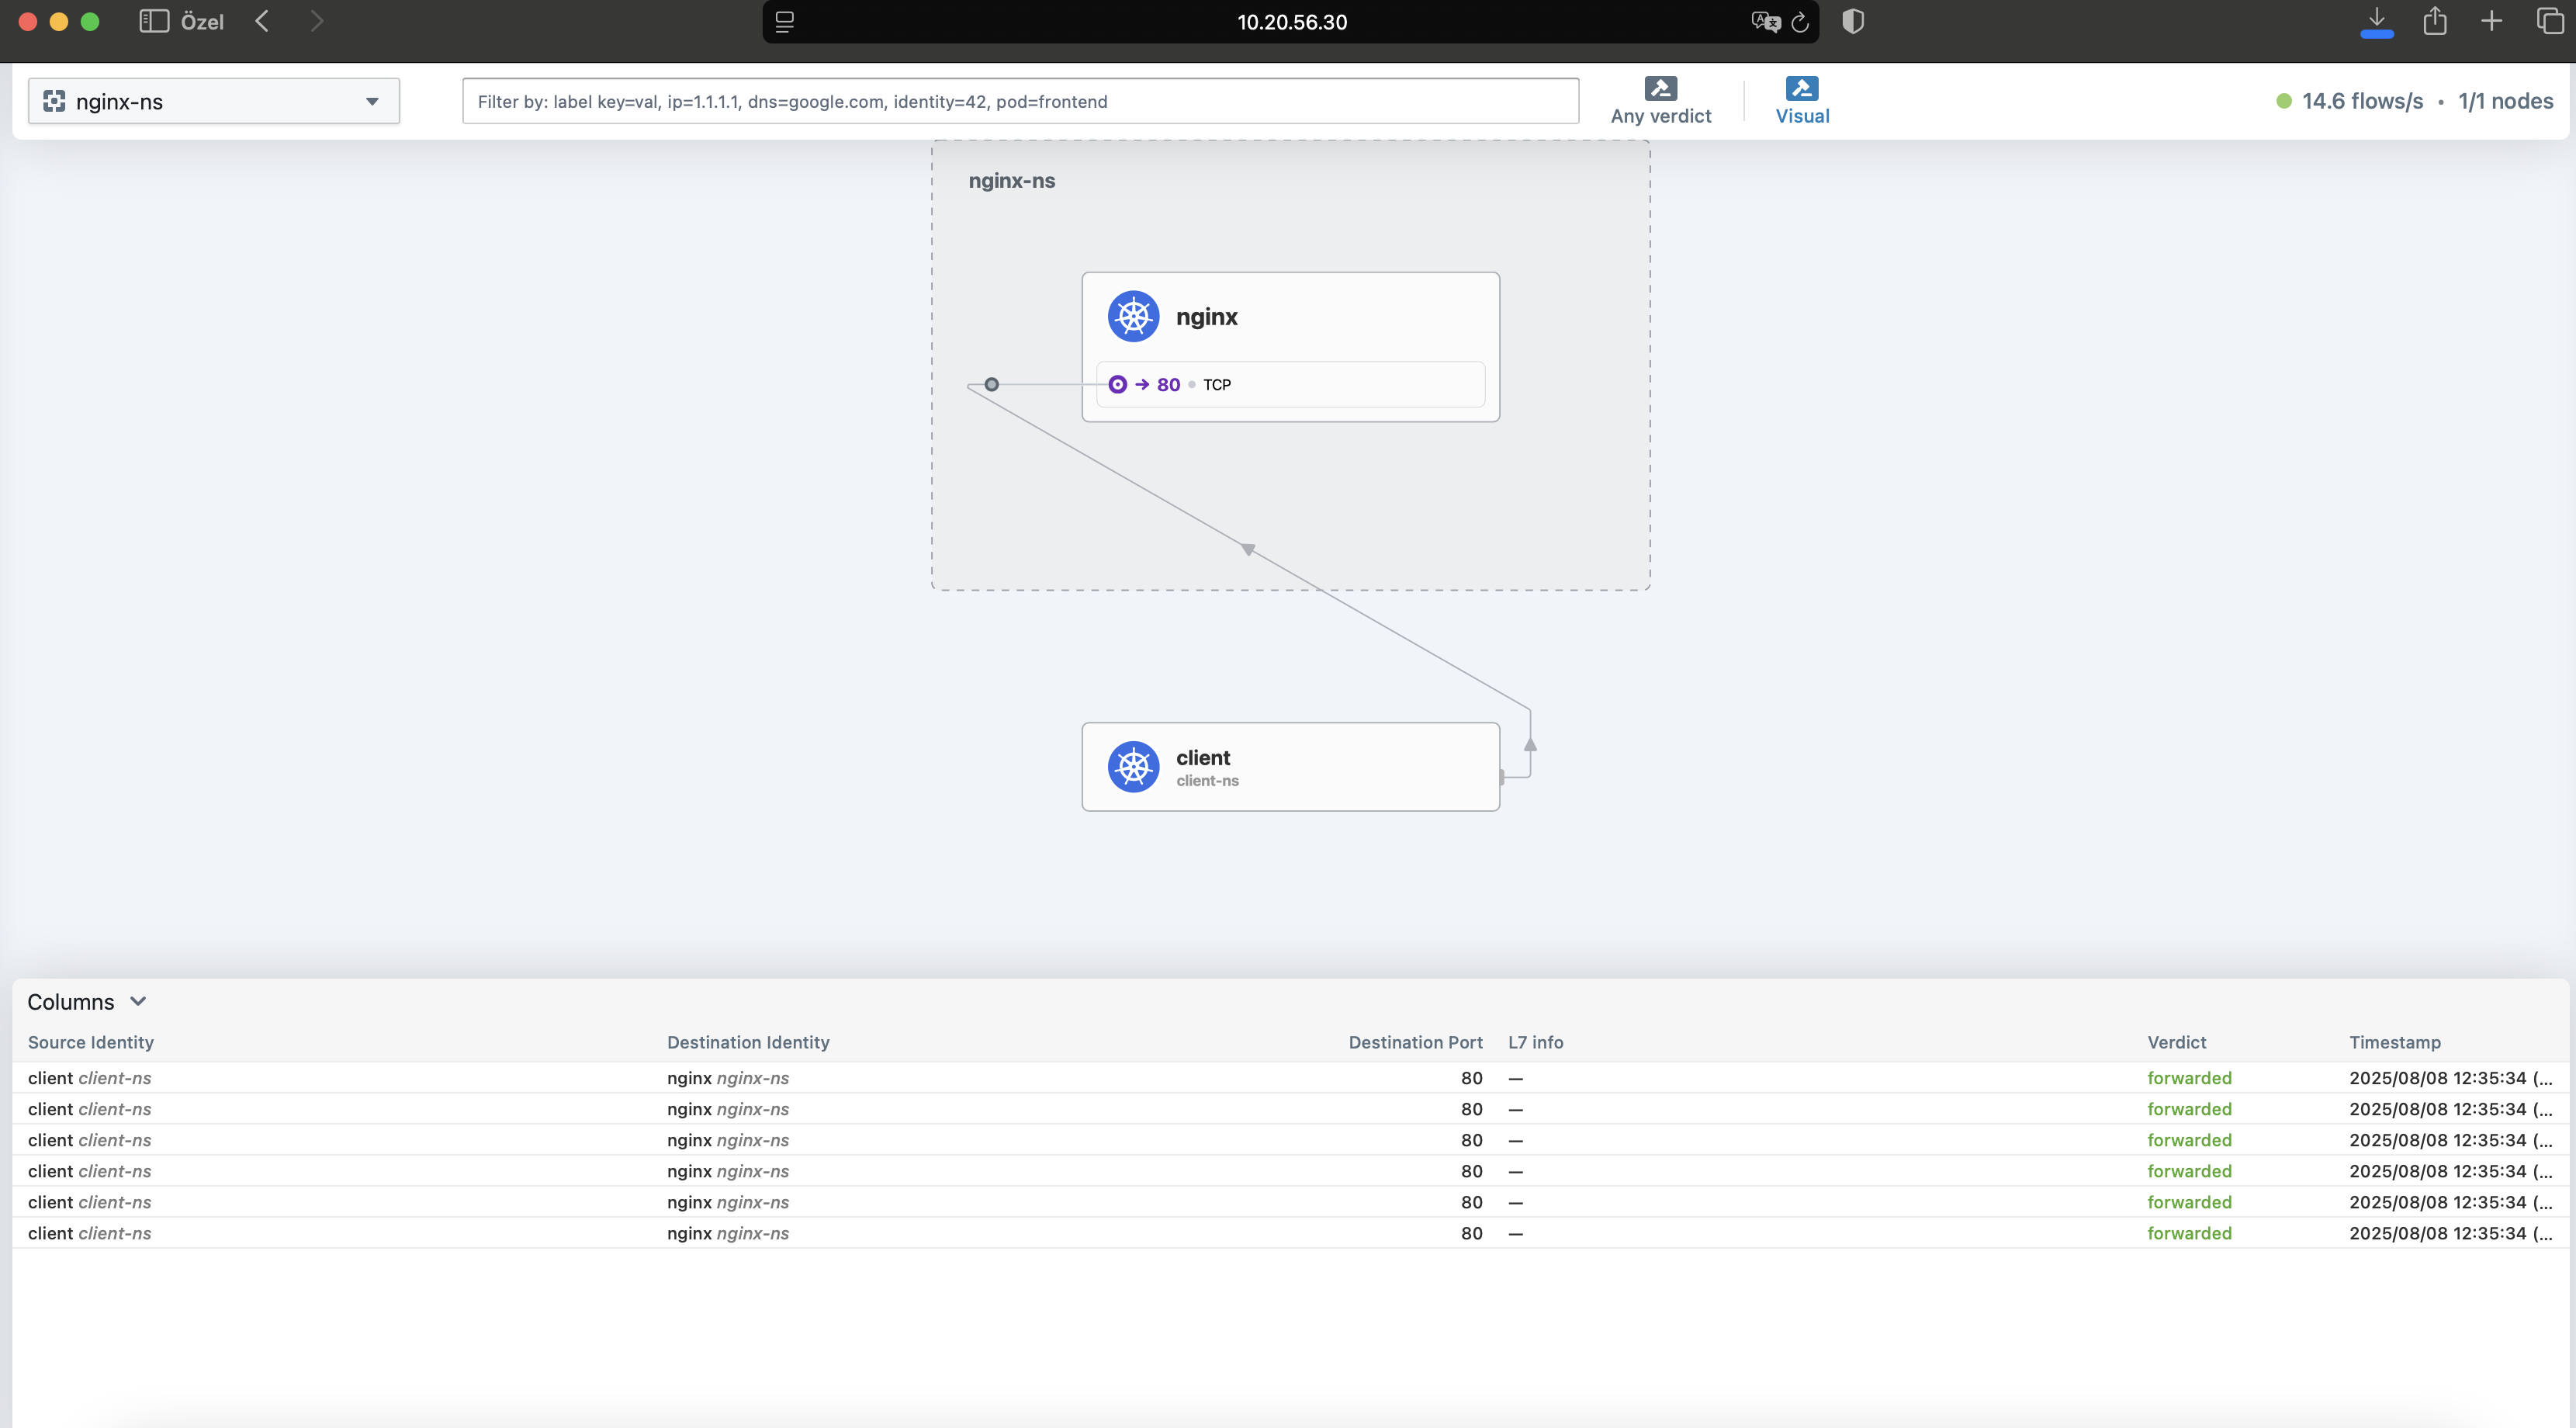 Özel
10.20.56.30
nginx-ns
Filter by: label key=val, ip=1.1.1.1, dns=google.com, identity=42, pod=frontend
Any verdict
Visual
14.6 flows/s • 1/1 nodes
nginx-ns
nginx
→ 80 • TCP
client
client-ns
Columns
Source Identity Destination Identity Destination Port L7 info Verdict Timestamp
client client-ns nginx nginx-ns 80 — forwarded 2025/08/08 12:35:34 (...
client client-ns nginx nginx-ns 80 — forwarded 2025/08/08 12:35:34 (...
client client-ns nginx nginx-ns 80 — forwarded 2025/08/08 12:35:34 (...
client client-ns nginx nginx-ns 80 — forwarded 2025/08/08 12:35:34 (...
client client-ns nginx nginx-ns 80 — forwarded 2025/08/08 12:35:34 (...
client client-ns nginx nginx-ns 80 — forwarded 2025/08/08 12:35:34 (...